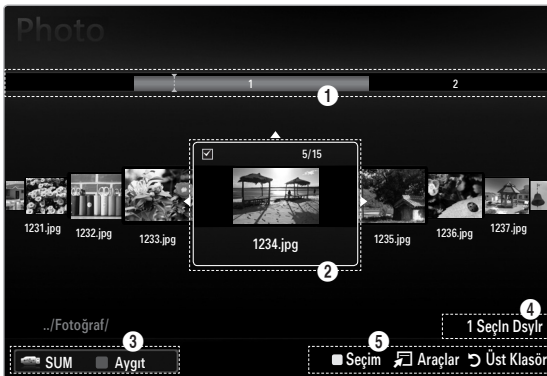 Photo
1 2
1
5/15
1231.jpg 1232.jpg 1233.jpg 1234.jpg 1235.jpg 1236.jpg 1237.jpg
2
../Fotoğraf/
4
1 Seçln Dsylr
3 5
SUM Aygıt Seçim Araçlar Üst Klasör